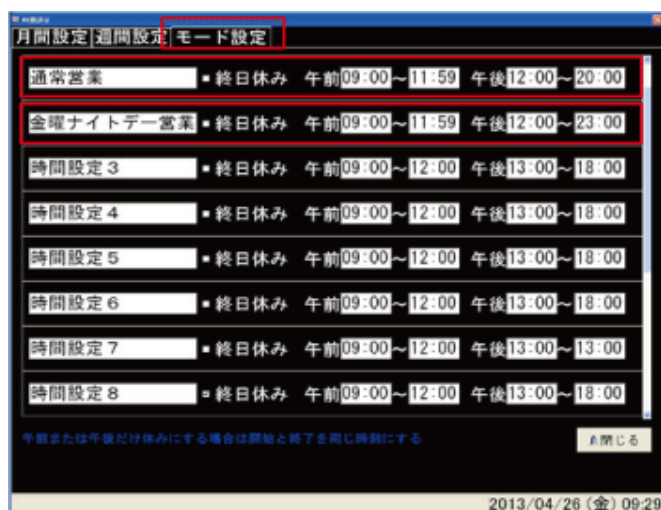 月間設定 週間設定 モード設定
通常営業 終日休み 午前09:00～11:59 午後12:00～20:00
金曜ナイトデー営業 終日休み 午前09:00～11:59 午後12:00～23:00
時間設定３ 終日休み 午前09:00～12:00 午後13:00～18:00
時間設定４ 終日休み 午前09:00～12:00 午後13:00～18:00
時間設定５ 終日休み 午前09:00～12:00 午後13:00～18:00
時間設定６ 終日休み 午前09:00～12:00 午後13:00～18:00
時間設定７ 終日休み 午前09:00～12:00 午後13:00～13:00
時間設定８ 終日休み 午前09:00～12:00 午後13:00～18:00
午前または午後だけ休みにする場合は開始と終了を同じ時刻にする
閉じる
2013/04/26 (金) 09:29